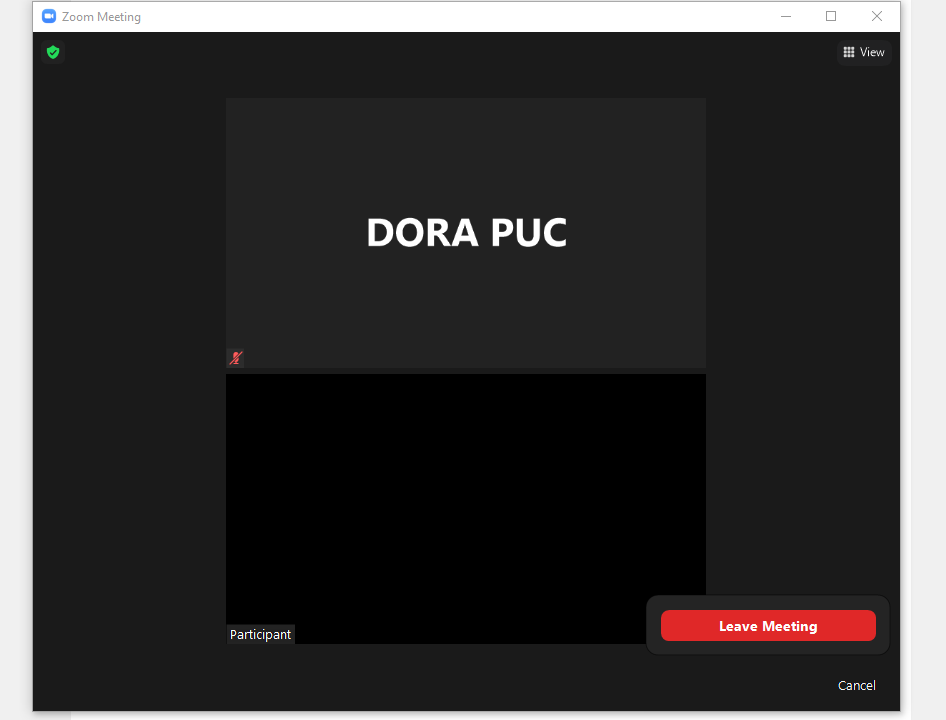 Zoom Meeting
View
DORA PUC
Participant
Leave Meeting
Cancel